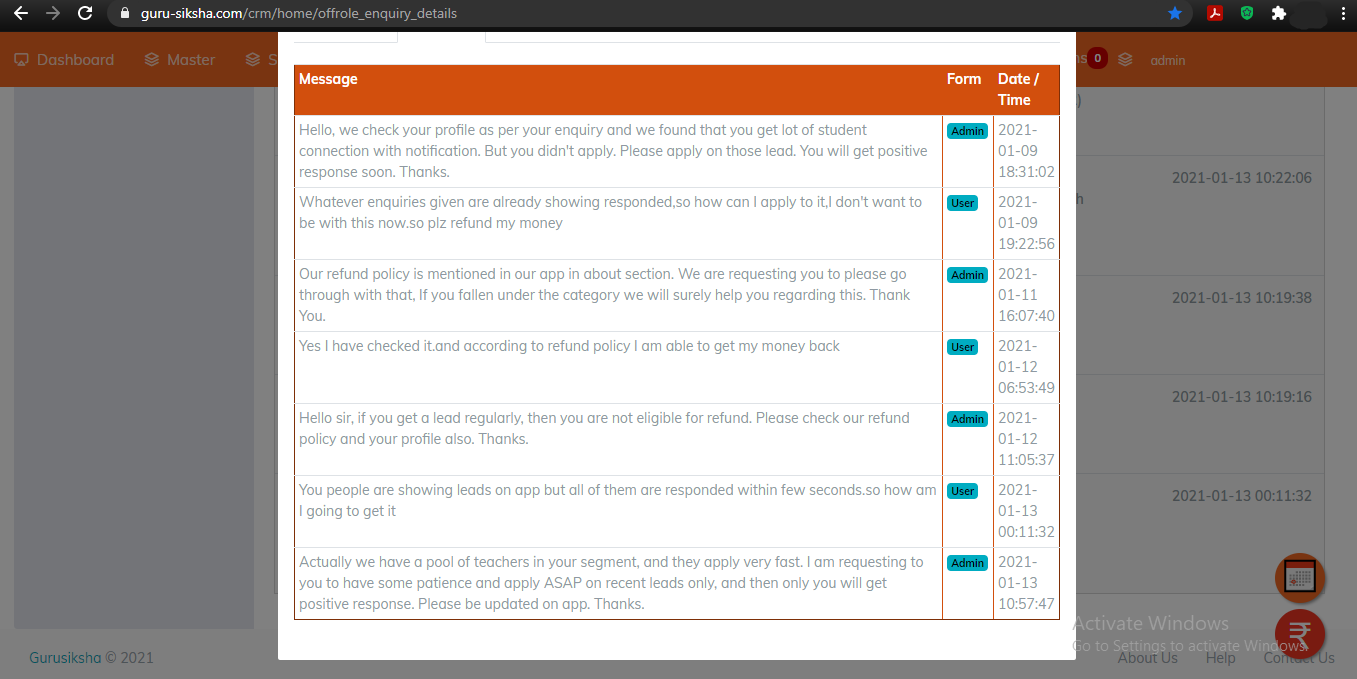 guru-siksha.com/crm/home/offrole_enquiry_details
Dashboard Master S
ns 0 admin
Message Form Date /
Time
Hello, we check your profile as per your enquiry and we found that you get lot of student Admin 2021-
connection with notification. But you didn't apply. Please apply on those lead. You will get positive 01-09
response soon. Thanks. 18:31:02
Whatever enquiries given are already showing responded,so how can I apply to it,I don't want to User 2021-
be with this now.so plz refund my money 01-09
19:22:56
Our refund policy is mentioned in our app in about section. We are requesting you to please go Admin 2021-
through with that, If you fallen under the category we will surely help you regarding this. Thank 01-11
You. 16:07:40
Yes I have checked it.and according to refund policy I am able to get my money back User 2021-
01-12
06:53:49
Hello sir, if you get a lead regularly, then you are not eligible for refund. Please check our refund Admin 2021-
policy and your profile also. Thanks. 01-12
11:05:37
You people are showing leads on app but all of them are responded within few seconds.so how am User 2021-
I going to get it 01-13
00:11:32
Actually we have a pool of teachers in your segment, and they apply very fast. I am requesting to Admin 2021-
you to have some patience and apply ASAP on recent leads only, and then only you will get 01-13
positive response. Please be updated on app. Thanks. 10:57:47
)
2021-01-13 10:22:06
h
2021-01-13 10:19:38
2021-01-13 10:19:16
2021-01-13 00:11:32
₹
Activate Windows
Go to Settings to activate Windows.
Gurusiksha © 2021
About Us Help Contact Us